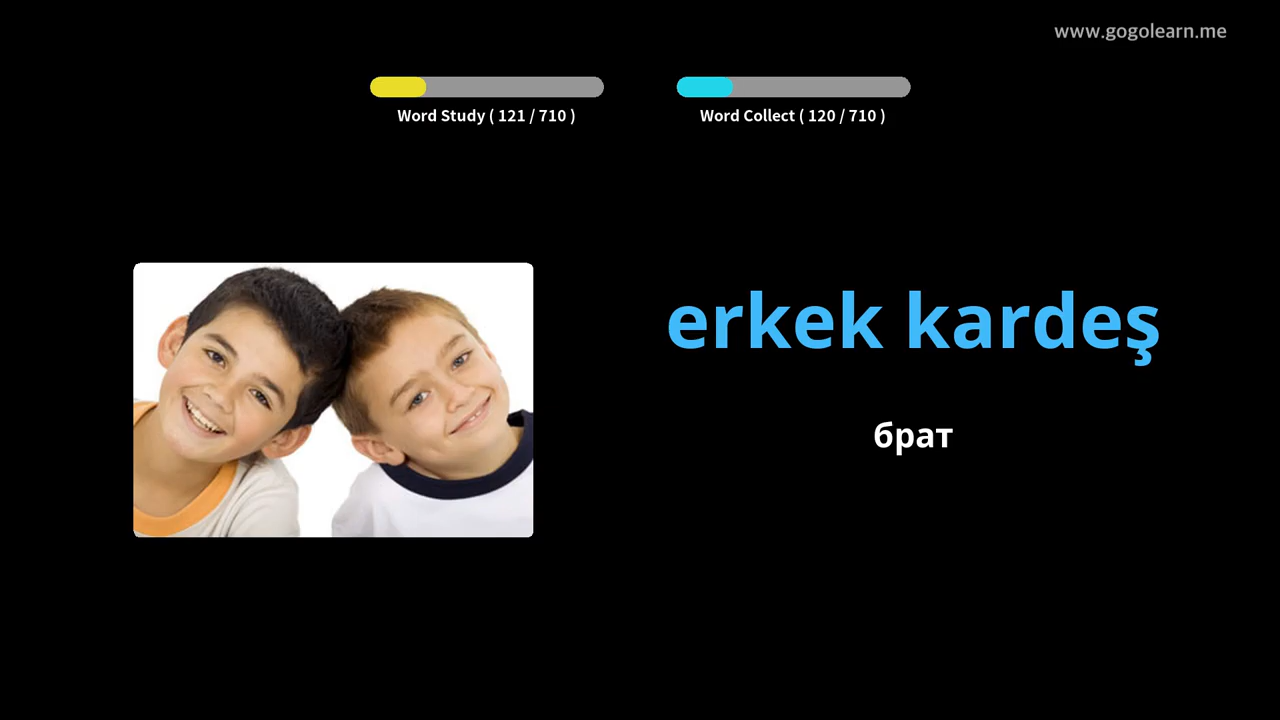 www.gogolearn.me
Word Study ( 121 / 710 )
Word Collect ( 120 / 710 )
erkek kardeş
брат